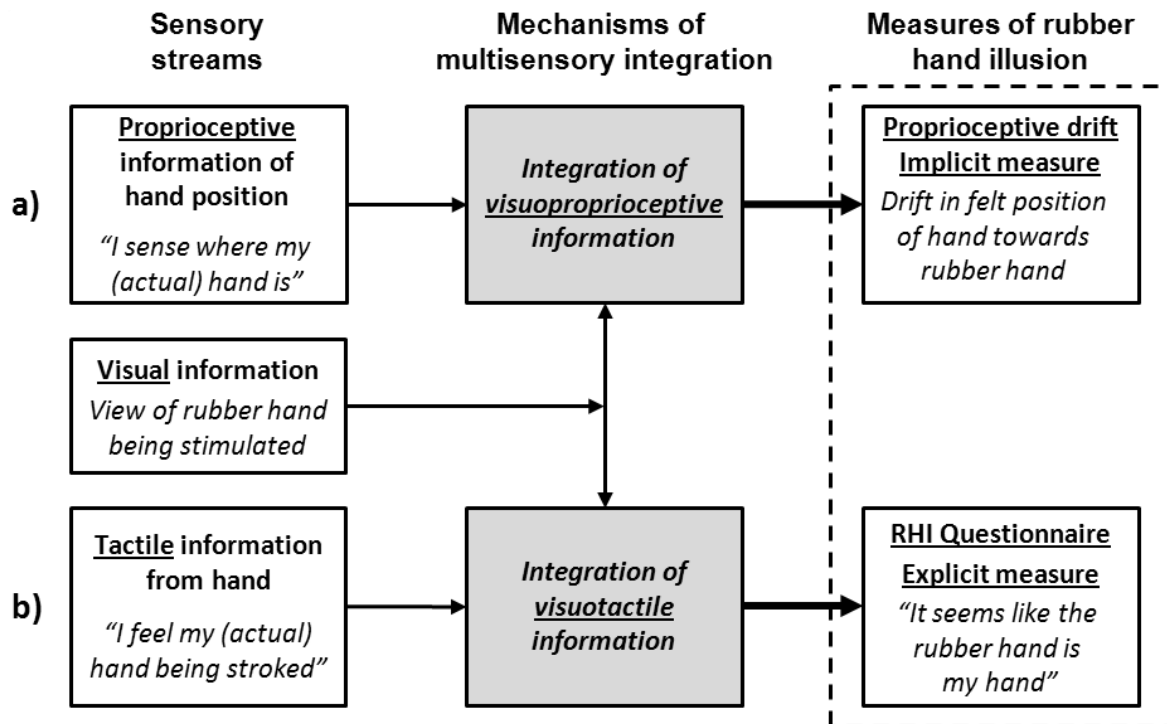 Sensory
streams
Mechanisms of
multisensory integration
Measures of rubber
hand illusion
a)
Proprioceptive
information of
hand position
“I sense where my
(actual) hand is”
Integration of
visuoproprioceptive
information
Proprioceptive drift
Implicit measure
Drift in felt position
of hand towards
rubber hand
Visual information
View of rubber hand
being stimulated
b)
Tactile information
from hand
“I feel my (actual)
hand being stroked”
Integration of
visuotactile
information
RHI Questionnaire
Explicit measure
“It seems like the
rubber hand is
my hand”